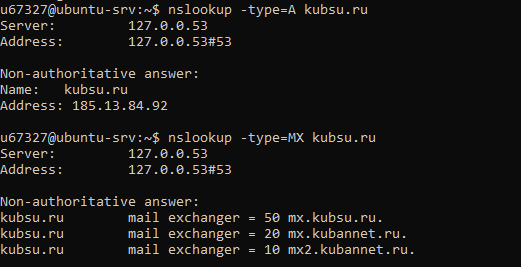 u67327@ubuntu-srv:~$ nslookup -type=A kubsu.ru
Server:         127.0.0.53
Address:        127.0.0.53#53

Non-authoritative answer:
Name:   kubsu.ru
Address: 185.13.84.92

u67327@ubuntu-srv:~$ nslookup -type=MX kubsu.ru
Server:         127.0.0.53
Address:        127.0.0.53#53

Non-authoritative answer:
kubsu.ru        mail exchanger = 50 mx.kubsu.ru.
kubsu.ru        mail exchanger = 20 mx.kubannet.ru.
kubsu.ru        mail exchanger = 10 mx2.kubannet.ru.